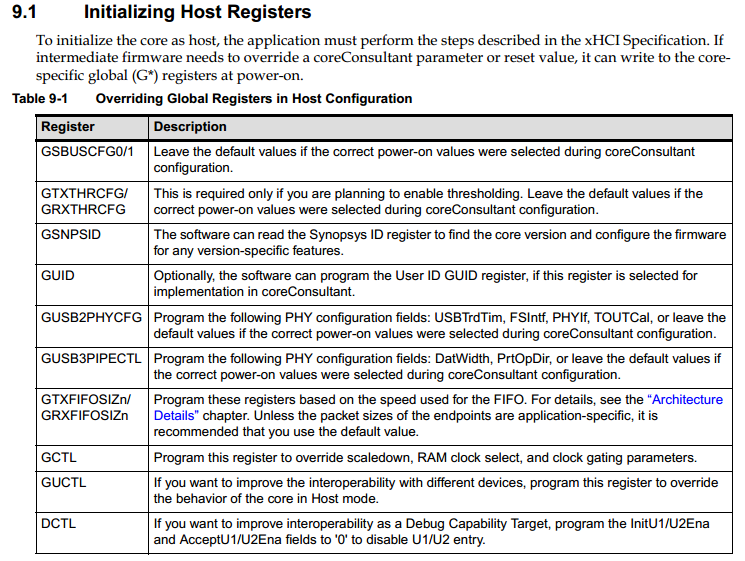 9.1 Initializing Host Registers
To initialize the core as host, the application must perform the steps described in the xHCI Specification. If
intermediate firmware needs to override a coreConsultant parameter or reset value, it can write to the core-
specific global (G*) registers at power-on.
Table 9-1 Overriding Global Registers in Host Configuration
Register Description
GSBUSCFG0/1 Leave the default values if the correct power-on values were selected during coreConsultant
configuration.
GTXTHRCFG/ This is required only if you are planning to enable thresholding. Leave the default values if the
GRXTHRCFG correct power-on values were selected during coreConsultant configuration.
GSNPSID The software can read the Synopsys ID register to find the core version and configure the firmware
for any version-specific features.
GUID Optionally, the software can program the User ID GUID register, if this register is selected for
implementation in coreConsultant.
GUSB2PHYCFG Program the following PHY configuration fields: USBTrdTim, FSIntf, PHYIf, TOUTCal, or leave the
default values if the correct power-on values were selected during coreConsultant configuration.
GUSB3PIPECTL Program the following PHY configuration fields: DatWidth, PrtOpDir, or leave the default values if
the correct power-on values were selected during coreConsultant configuration.
GTXFIFOSIZn/ Program these registers based on the speed used for the FIFO. For details, see the “Architecture
GRXFIFOSIZn Details” chapter. Unless the packet sizes of the endpoints are application-specific, it is
recommended that you use the default value.
GCTL Program this register to override scaledown, RAM clock select, and clock gating parameters.
GUCTL If you want to improve the interoperability with different devices, program this register to override
the behavior of the core in Host mode.
DCTL If you want to improve interoperability as a Debug Capability Target, program the InitU1/U2Ena
and AcceptU1/U2Ena fields to '0' to disable U1/U2 entry.